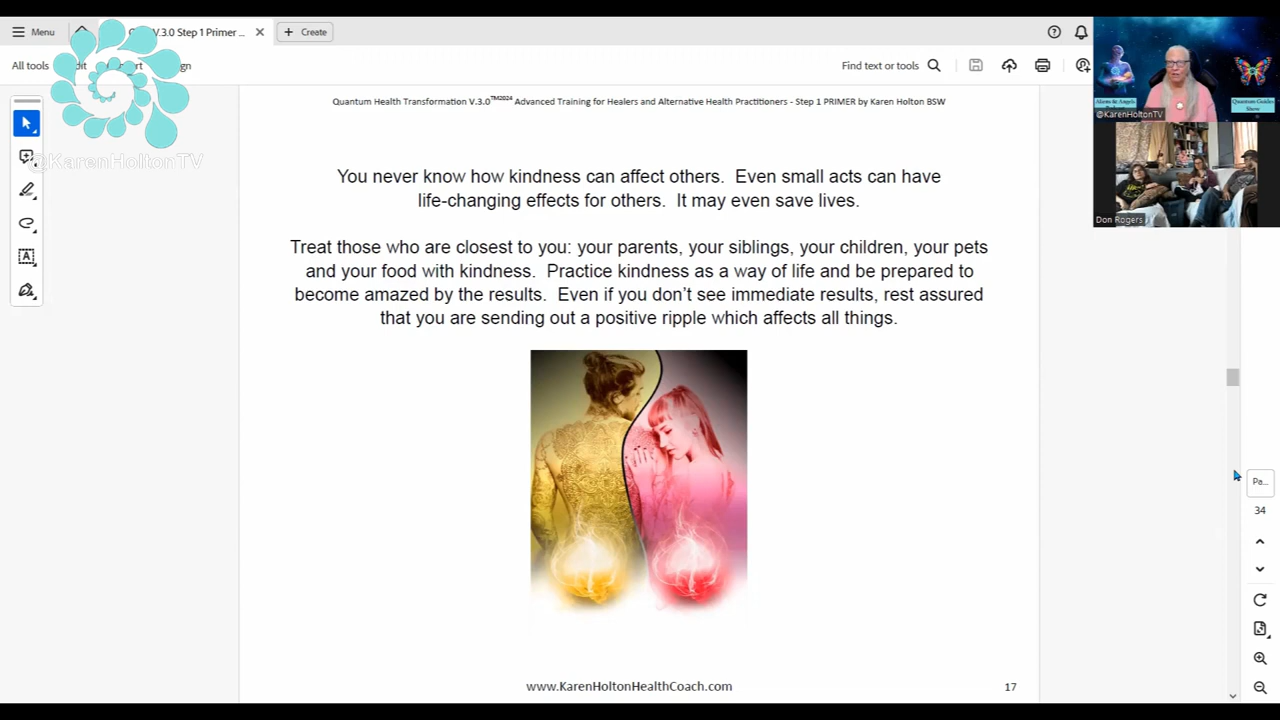 Menu
V.3.0 Step 1 Primer ...
Create
All tools
Find text or tools
@KarenHoltonTV
Quantum Health Transformation V.3.0™2024 Advanced Training for Healers and Alternative Health Practitioners - Step 1 PRIMER by Karen Holton BSW
You never know how kindness can affect others. Even small acts can have
life-changing effects for others. It may even save lives.
Treat those who are closest to you: your parents, your siblings, your children, your pets
and your food with kindness. Practice kindness as a way of life and be prepared to
become amazed by the results. Even if you don't see immediate results, rest assured
that you are sending out a positive ripple which affects all things.
www.KarenHoltonHealthCoach.com
17
Aliens & Angels
Quantum Guides
Show
@KarenHoltonTV
Don Rogers
Pa...
34